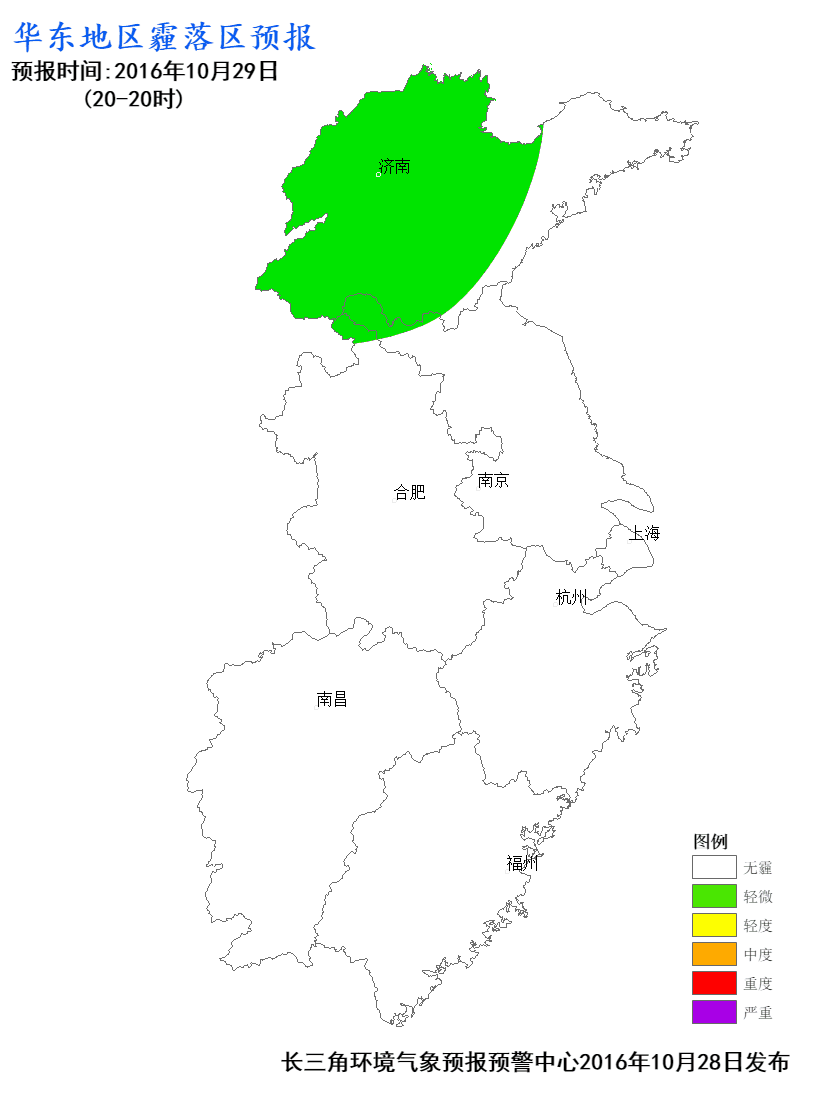 华东地区霾落区预报
预报时间:2016年10月29日
(20-20时)
济南
合肥
南京
上海
杭州
南昌
福州
图例
无霾
轻微
轻度
中度
重度
严重
长三角环境气象预报预警中心2016年10月28日发布